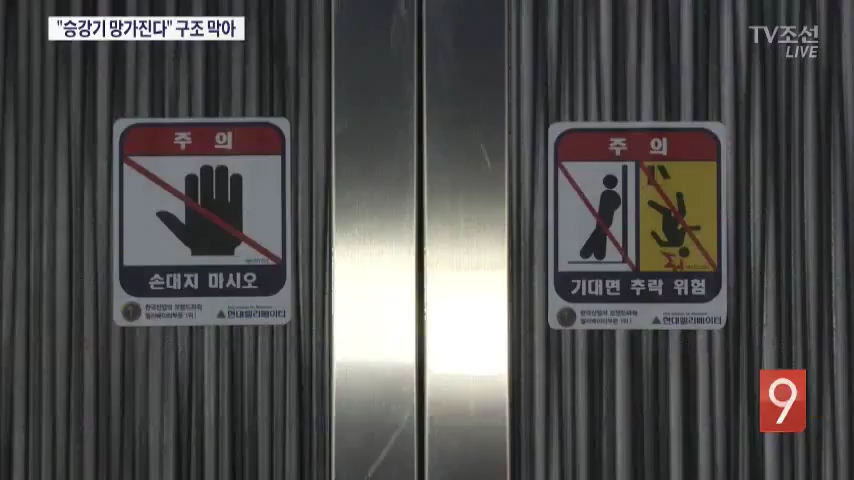 "승강기 망가진다" 구조 막아
TV조선
LIVE
주 의
손대지 마시오
현대엘리베이터
주 의
기대면 추락 위험
현대엘리베이터
9